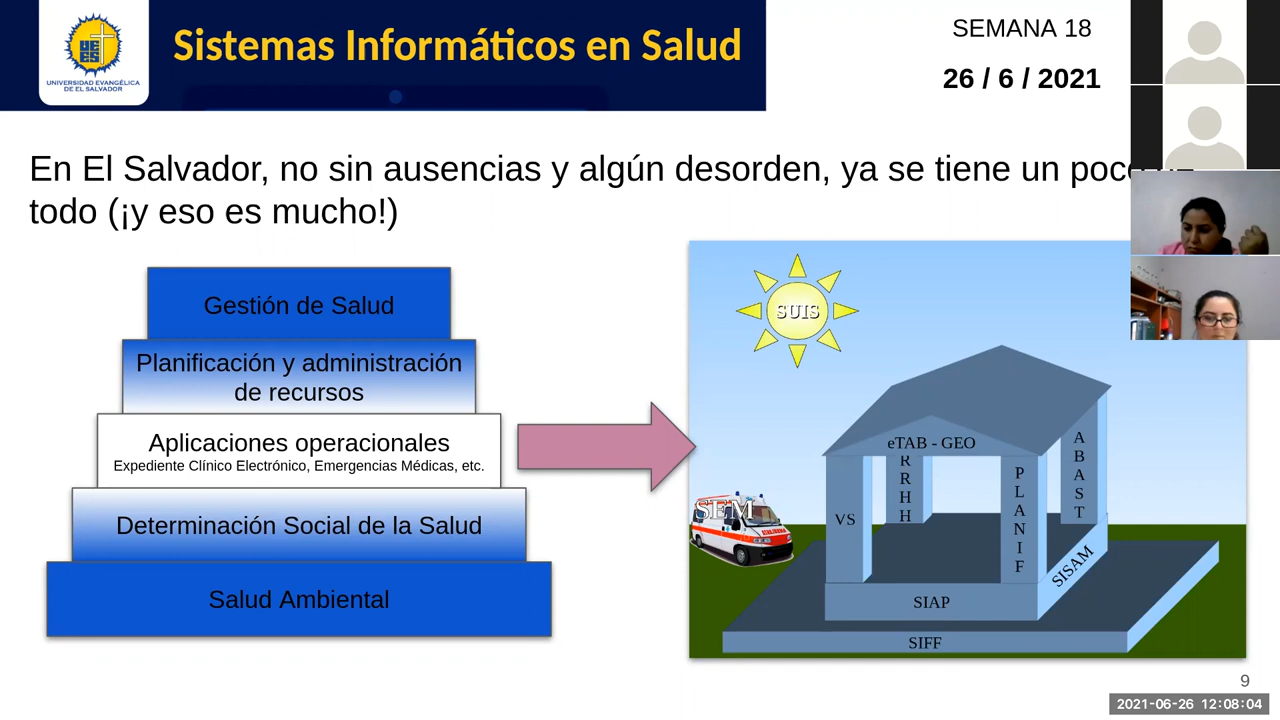 Sistemas Informáticos en Salud
UNIVERSIDAD EVANGÉLICA
DE EL SALVADOR
SEMANA 18
26 / 6 / 2021
En El Salvador, no sin ausencias y algún desorden, ya se tiene un poco
todo (¡y eso es mucho!)
Gestión de Salud
Planificación y administración
de recursos
Aplicaciones operacionales
Expediente Clínico Electrónico, Emergencias Médicas, etc.
Determinación Social de la Salud
Salud Ambiental
SUIS
eTAB - GEO
VS
RRHH
PLANIF
ABAST
SEM
SISAM
SIAP
SIFF
9
2021-06-26 12:08:04